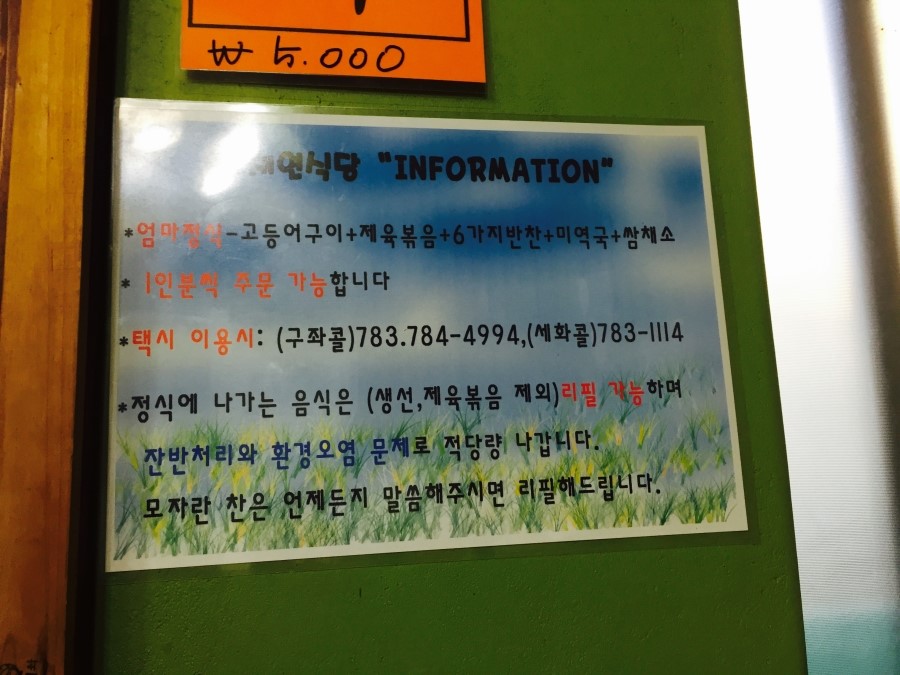 ₩ 5.000
"INFORMATION"
*엄마정식-고등어구이+제육볶음+6가지반찬+미역국+쌈채소
* 1인분씩 주문 가능합니다
*택시 이용시: (구좌콜)783.784-4994,(세화콜)783-1114
*정식에 나가는 음식은 (생선,제육볶음 제외)리필 가능하며
잔반처리와 환경오염 문제로 적당량 나갑니다.
모자란 찬은 언제든지 말씀해주시면 리필해드립니다.